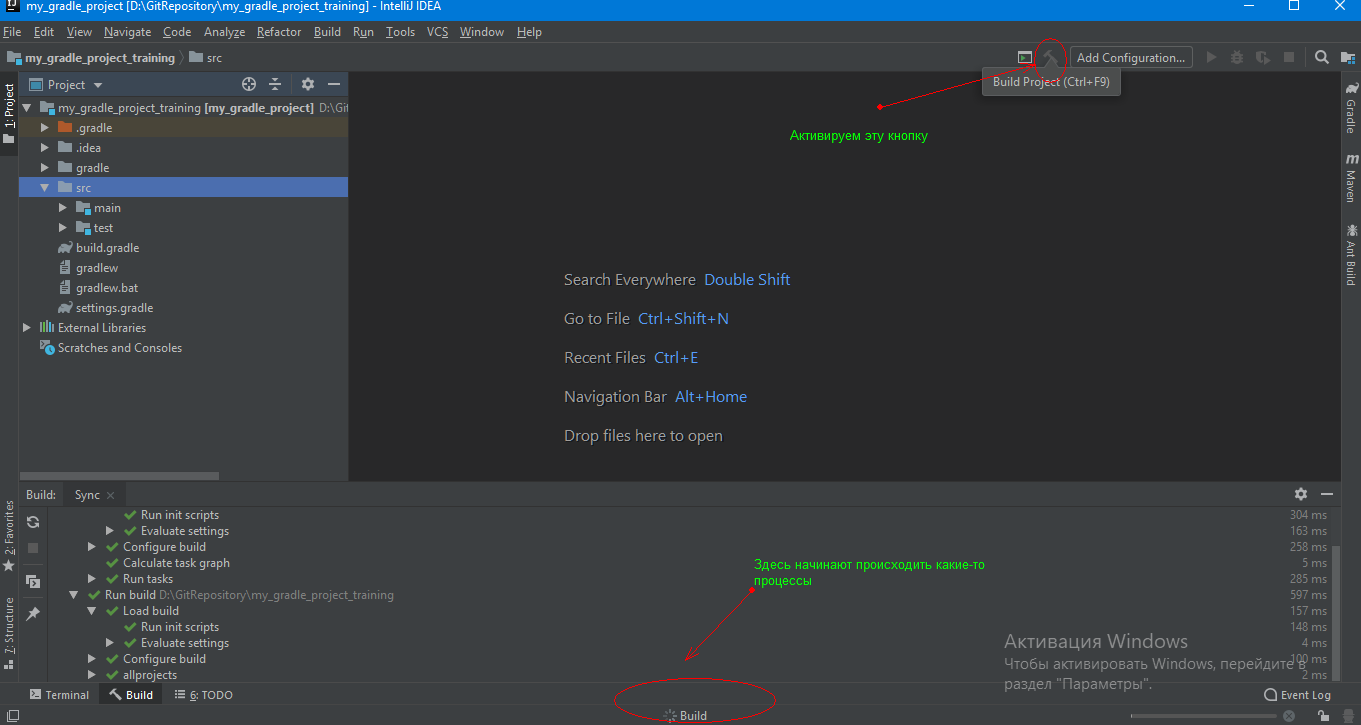 my_gradle_project [D:\GitRepository\my_gradle_project_training] - IntelliJ IDEA
File Edit View Navigate Code Analyze Refactor Build Run Tools VCS Window Help
my_gradle_project_training src
Add Configuration...
Build Project (Ctrl+F9)
Project
1: Project
my_gradle_project_training [my_gradle_project] D:\Git
.gradle
.idea
gradle
src
main
test
build.gradle
gradlew
gradlew.bat
settings.gradle
External Libraries
Scratches and Consoles
Активируем эту кнопку
Search Everywhere Double Shift
Go to File Ctrl+Shift+N
Recent Files Ctrl+E
Navigation Bar Alt+Home
Drop files here to open
Gradle
m Maven
Ant Build
Build: Sync
Run init scripts 304 ms
Evaluate settings 163 ms
Configure build 258 ms
Calculate task graph 5 ms
Run tasks 285 ms
Run build D:\GitRepository\my_gradle_project_training 597 ms
Load build 157 ms
Run init scripts 148 ms
Evaluate settings 4 ms
Configure build 100 ms
allprojects 2 ms
2: Favorites
7: Structure
Здесь начинают происходить какие-то
процессы
Активация Windows
Чтобы активировать Windows, перейдите в
раздел "Параметры".
Terminal Build 6: TODO Event Log
Build